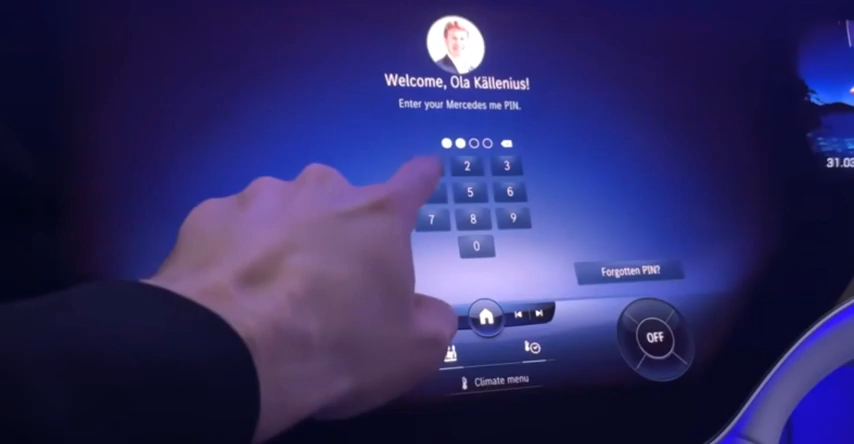 Welcome, Ola Källenius!
Enter your Mercedes me PIN.
2 3
5 6
7 8 9
0
Forgotten PIN?
OFF
Climate menu
31.03